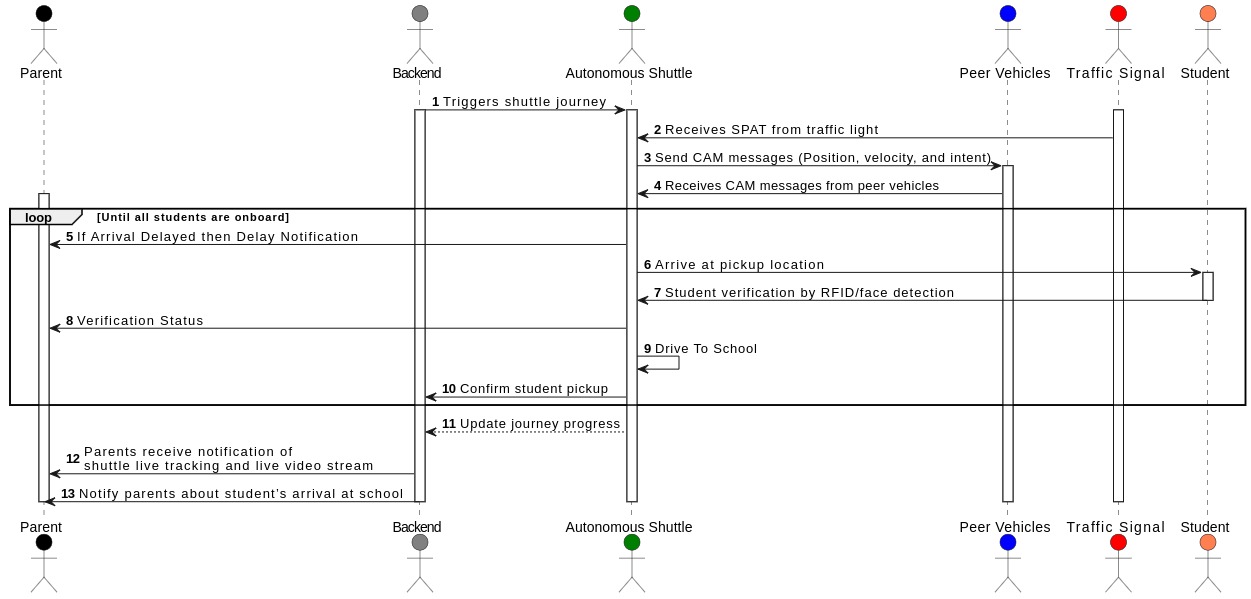 Parent Backend Autonomous Shuttle Peer Vehicles Traffic Signal Student
1 Triggers shuttle journey
2 Receives SPAT from traffic light
3 Send CAM messages (Position, velocity, and intent)
4 Receives CAM messages from peer vehicles
loop [Until all students are onboard]
5 If Arrival Delayed then Delay Notification
6 Arrive at pickup location
7 Student verification by RFID/face detection
8 Verification Status
9 Drive To School
10 Confirm student pickup
11 Update journey progress
12 Parents receive notification of
shuttle live tracking and live video stream
13 Notify parents about student's arrival at school
Parent Backend Autonomous Shuttle Peer Vehicles Traffic Signal Student